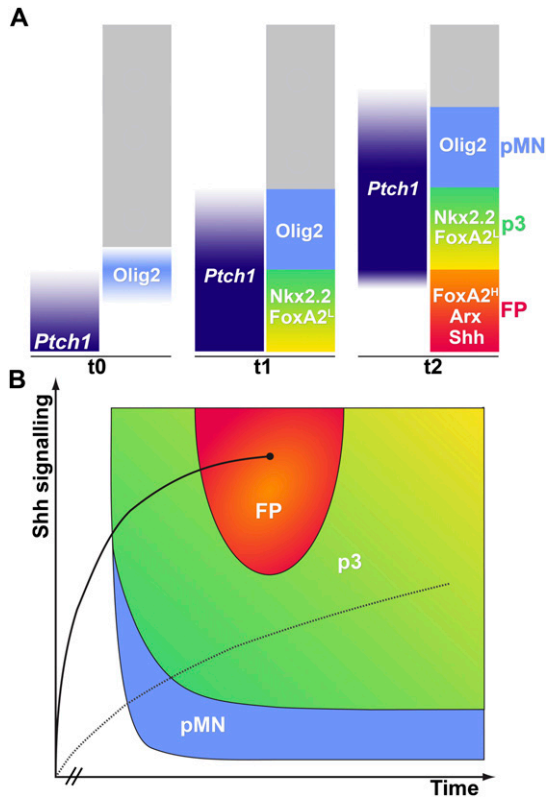 A
Ptch1
Olig2
t0
Ptch1
Olig2
Nkx2.2
FoxA2ᴸ
t1
Ptch1
Olig2
pMN
Nkx2.2
FoxA2ᴸ
p3
FoxA2ᴴ
Arx
Shh
FP
t2
B
Shh signalling
FP
p3
pMN
Time